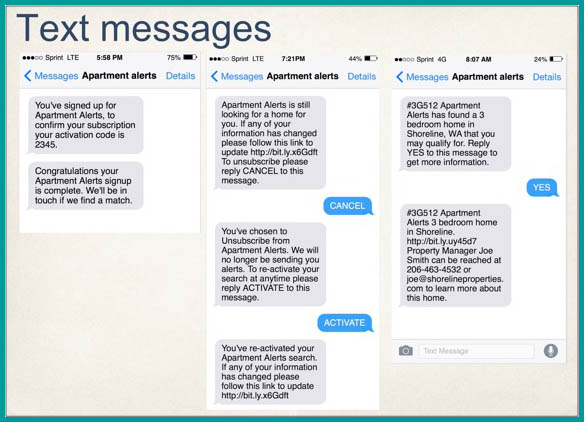 Text messages
●●●○○ Sprint LTE 5:58 PM 75%
Messages Apartment alerts Details
You've signed up for
Apartment Alerts, to
confirm your subscription
your activation code is
2345.
Congratulations your
Apartment Alerts signup
is complete. We'll be in
touch if we find a match.
●●●○○ Sprint LTE 7:21PM 44%
Messages Apartment alerts Details
Apartment Alerts is still
looking for a home for
you. If any of your
information has changed
please follow this link to
update http://bit.ly.x6Gdft
To unsubscribe please
reply CANCEL to this
message.
CANCEL
You've chosen to
Unsubscribe from
Apartment Alerts. We will
no longer be sending you
alerts. To re-activate your
search at anytime please
reply ACTIVATE to this
message.
ACTIVATE
You've re-activated your
Apartment Alerts search.
If any of your information
has changed please
follow this link to update
http://bit.ly.x6Gdft
●●●○○ Sprint 4G 8:07 AM 24%
Messages Apartment alerts Details
#3G512 Apartment
Alerts has found a 3
bedroom home in
Shoreline, WA that you
may qualify for. Reply
YES to this message to
get more information.
YES
#3G512 Apartment
Alerts 3 bedroom home
in Shoreline.
http://bit.ly.uy45d7
Property Manager Joe
Smith can be reached at
206-463-4532 or
joe@shorelineproperties.
com to learn more about
this home.
Text Message